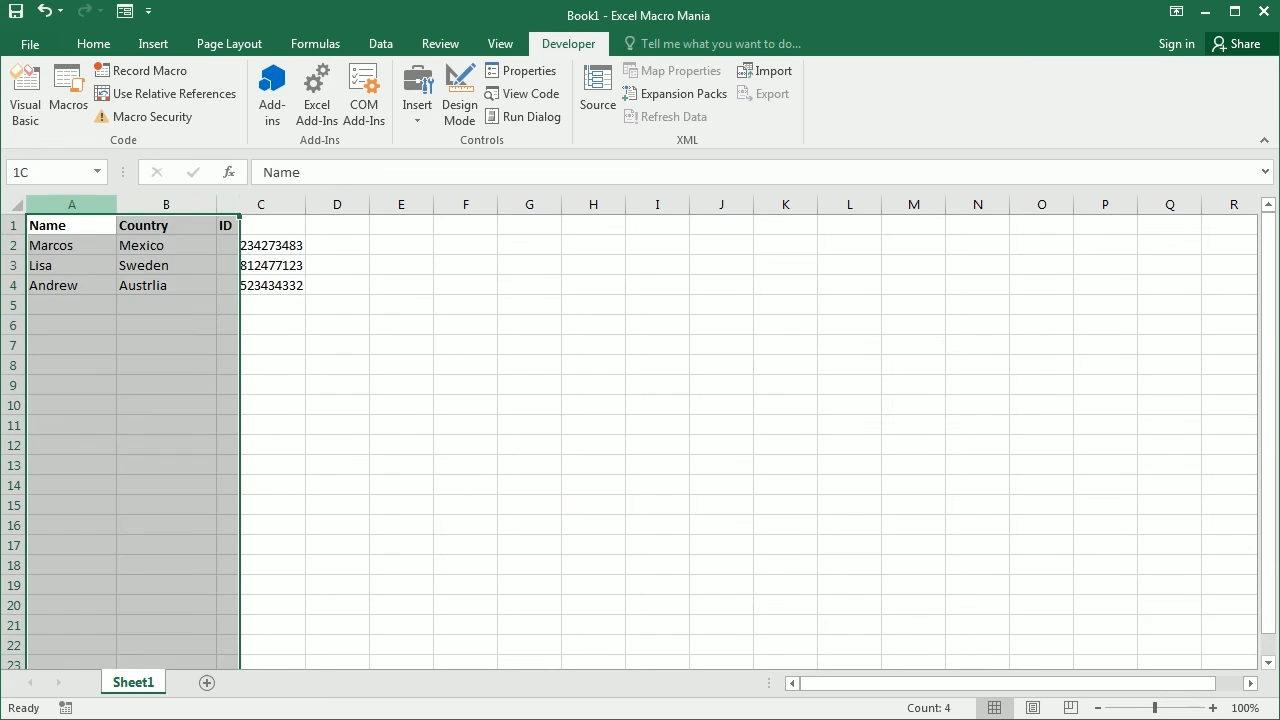 Book1 - Excel Macro Mania
File Home Insert Page Layout Formulas Data Review View Developer Tell me what you want to do... Sign in Share
Visual Basic
Macros
Record Macro
Use Relative References
Macro Security
Code
Add-ins
Excel Add-Ins
COM Add-Ins
Add-Ins
Insert
Design Mode
Properties
View Code
Run Dialog
Controls
Source
Map Properties
Expansion Packs
Refresh Data
Import
Export
XML
1C fx Name
A B C D E F G H I J K L M N O P Q R
1 Name Country ID
2 Marcos Mexico 234273483
3 Lisa Sweden 812477123
4 Andrew Austrlia 523434332
5
6
7
8
9
10
11
12
13
14
15
16
17
18
19
20
21
22
23
Sheet1
Ready Count: 4 100%